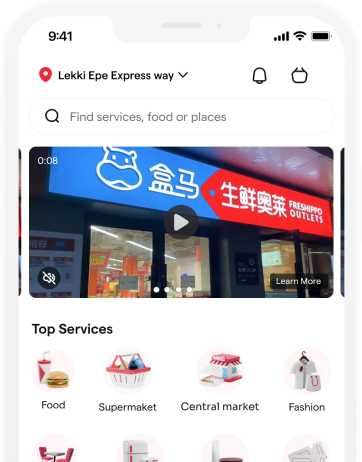 9:41
Lekki Epe Express way
Find services, food or places
0:08
盒马
生鲜奥莱
FRESHIPPO
OUTLETS
Learn More
Top Services
Food
Supermaket
Central market
Fashion